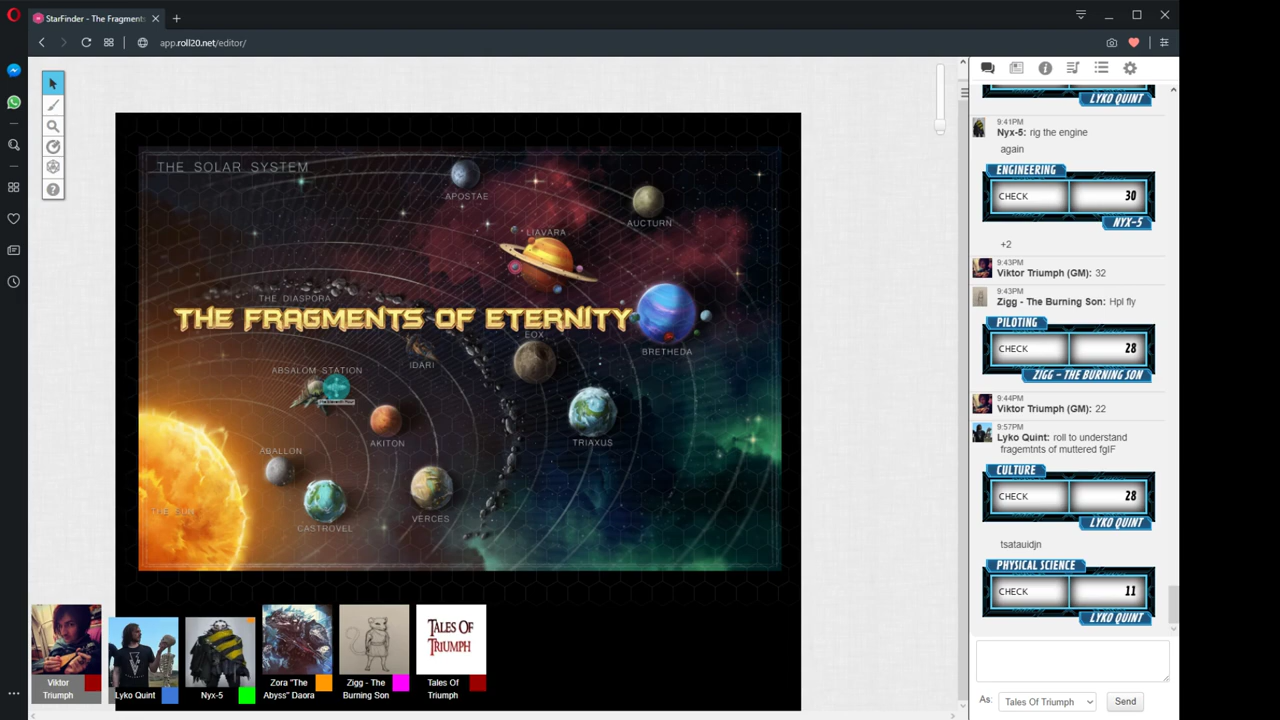 StarFinder - The Fragments
app.roll20.net/editor/
THE SOLAR SYSTEM
APOSTAE
AUCTURN
LIAVARA
THE DIASPORA
THE FRAGMENTS OF ETERNITY
EOX
BRETHEDA
IDARI
ABSALOM STATION
AKITON
TRIAXUS
ABALLON
VERCES
THE SUN
CASTROVEL
Viktor
Triumph
Lyko Quint
Nyx-5
Zora "The
Abyss" Daora
Zigg - The
Burning Son
TALES OF
TRIUMPH
Tales Of
Triumph
LYKO QUINT
9:41PM
Nyx-5: rig the engine
again
ENGINEERING
CHECK 30
NYX-5
+2
9:43PM
Viktor Triumph (GM): 32
9:43PM
Zigg - The Burning Son: Hpl fly
PILOTING
CHECK 28
ZIGG - THE BURNING SON
9:44PM
Viktor Triumph (GM): 22
9:57PM
Lyko Quint: roll to understand
fragemtnts of muttered fgIF
CULTURE
CHECK 28
LYKO QUINT
tsatauidjn
PHYSICAL SCIENCE
CHECK 11
LYKO QUINT
As: Tales Of Triumph Send